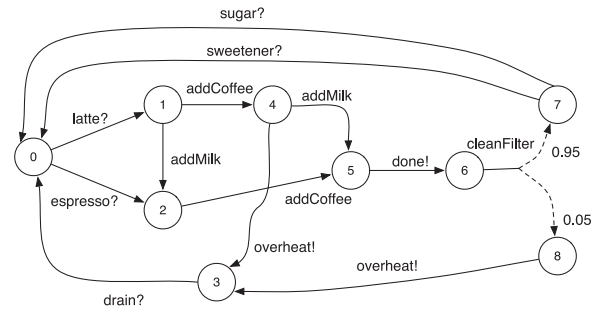 sugar?
sweetener?
1
addCoffee
4
addMilk
7
latte?
cleanFilter
0
addMilk
5
done!
6
0.95
espresso?
2
addCoffee
0.05
overheat!
8
3
overheat!
drain?